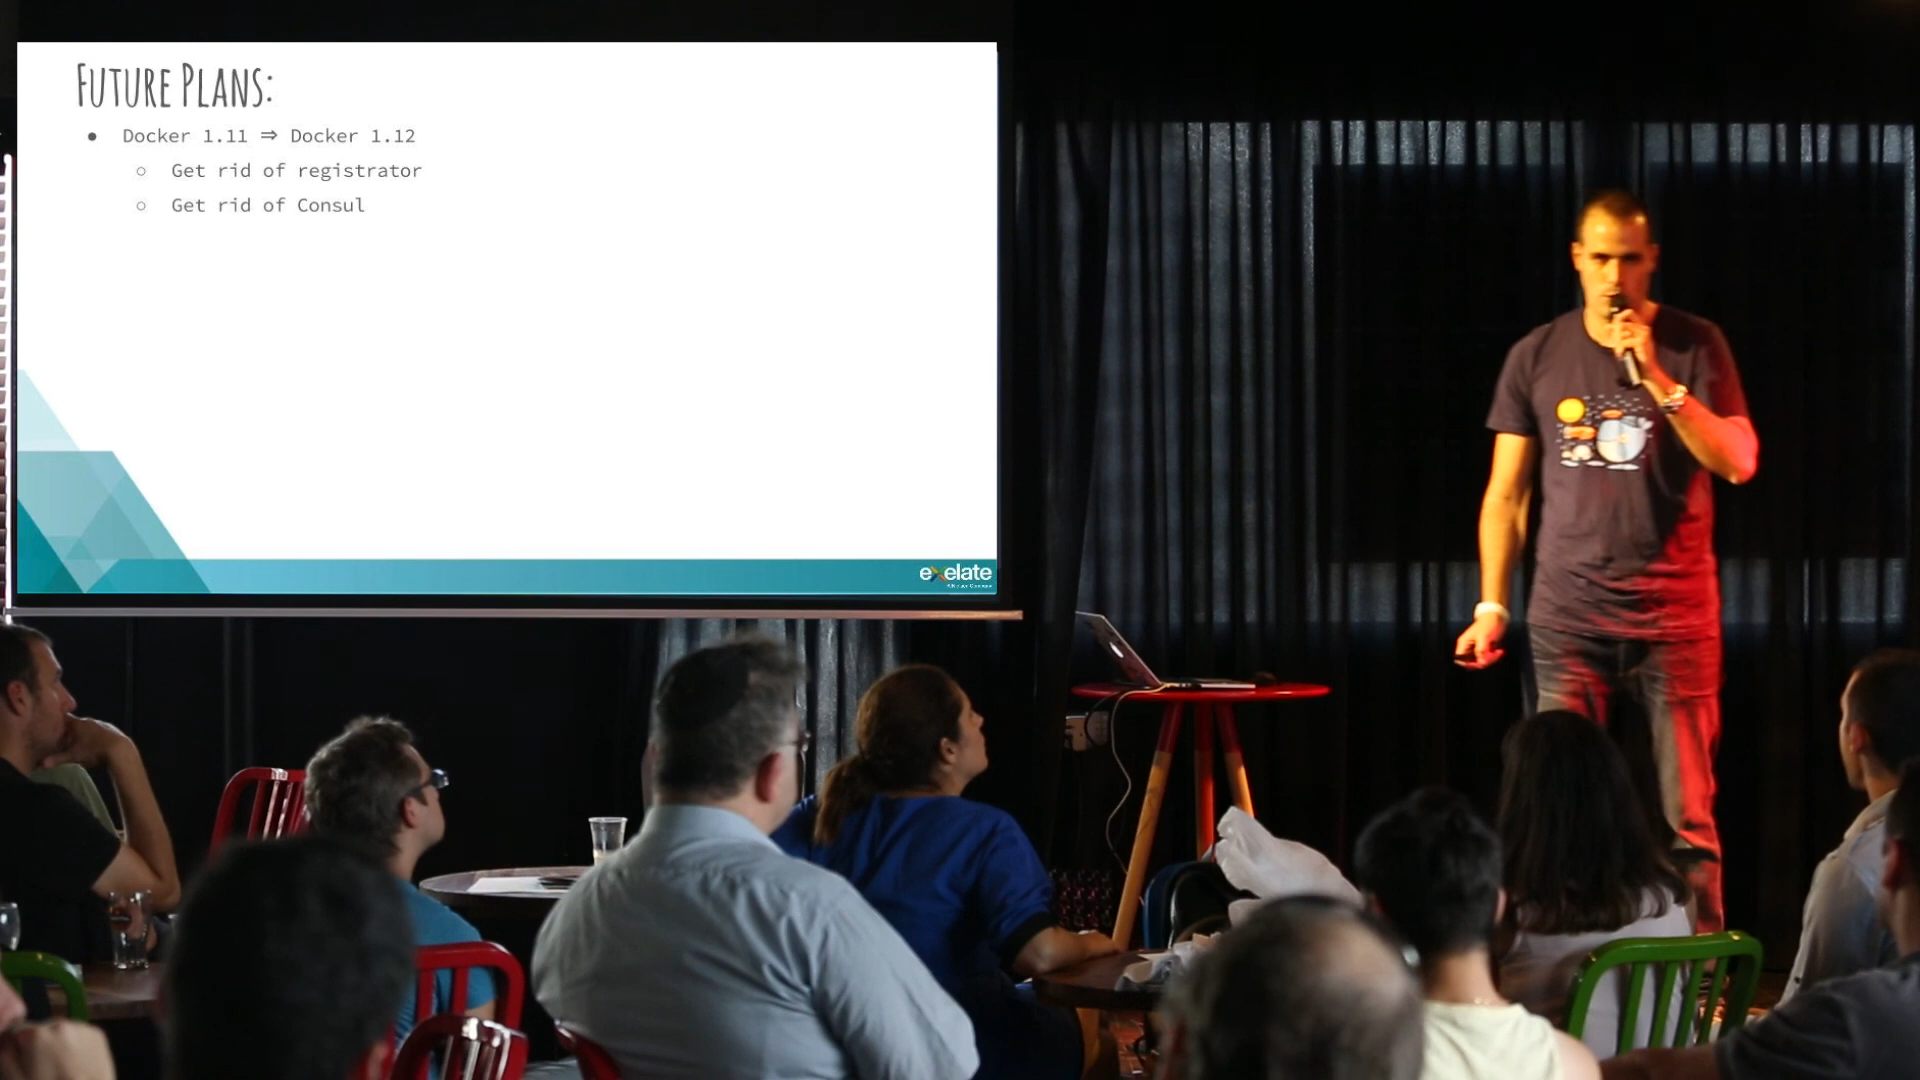 Future Plans:
● Docker 1.11 ⇒ Docker 1.12
○ Get rid of registrator
○ Get rid of Consul
exelate